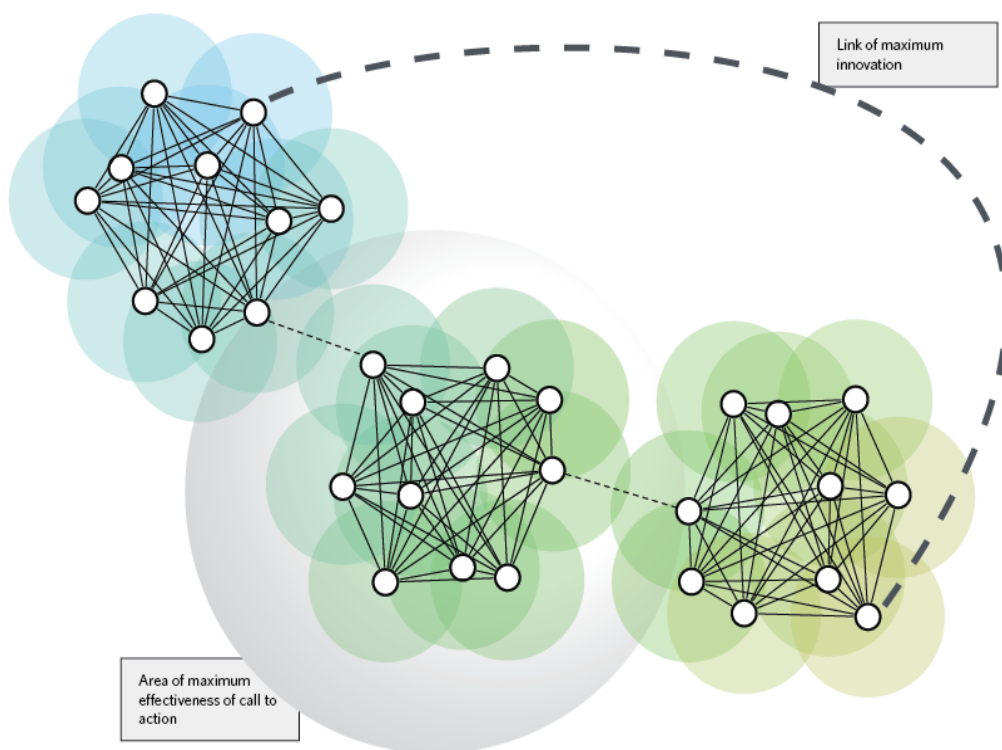 Link of maximum
innovation
Area of maximum
effectiveness of call to
action